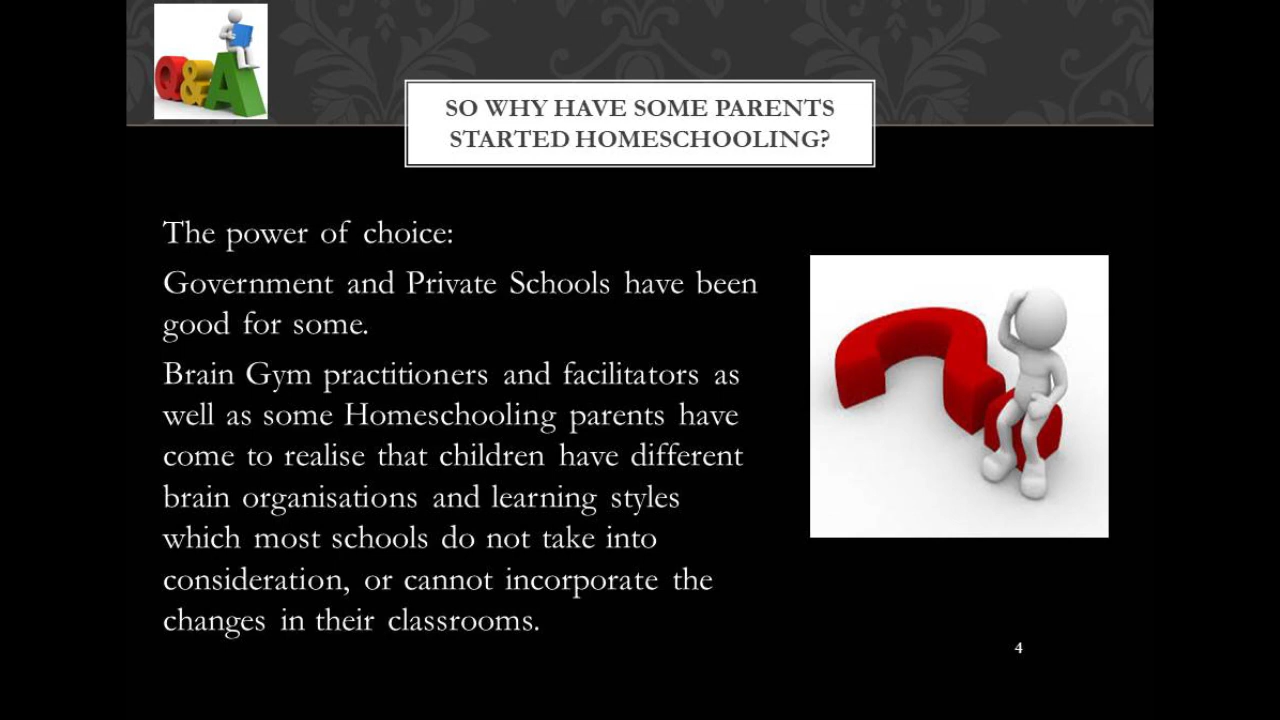 Q&A
SO WHY HAVE SOME PARENTS
STARTED HOMESCHOOLING?
The power of choice:
Government and Private Schools have been
good for some.
Brain Gym practitioners and facilitators as
well as some Homeschooling parents have
come to realise that children have different
brain organisations and learning styles
which most schools do not take into
consideration, or cannot incorporate the
changes in their classrooms.
4